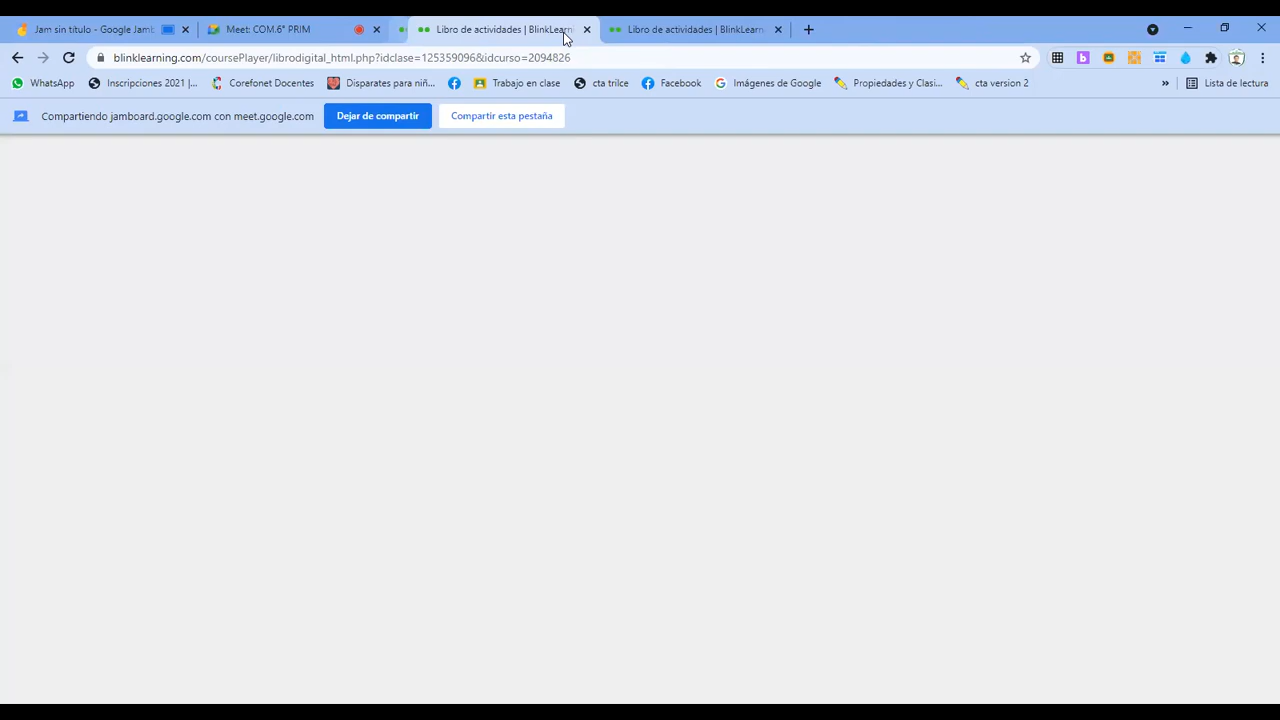 Jam sin título - Google Jamb
Meet: COM.6° PRIM
Libro de actividades | BlinkLearn
Libro de actividades | BlinkLearn
blinklearning.com/coursePlayer/librodigital_html.php?idclase=125359096&idcurso=2094826
WhatsApp
Inscripciones 2021 |...
Corefonet Docentes
Disparates para niñ...
Trabajo en clase
cta trilce
Facebook
Imágenes de Google
Propiedades y Clasi...
cta version 2
»
Lista de lectura
Compartiendo jamboard.google.com con meet.google.com
Dejar de compartir
Compartir esta pestaña